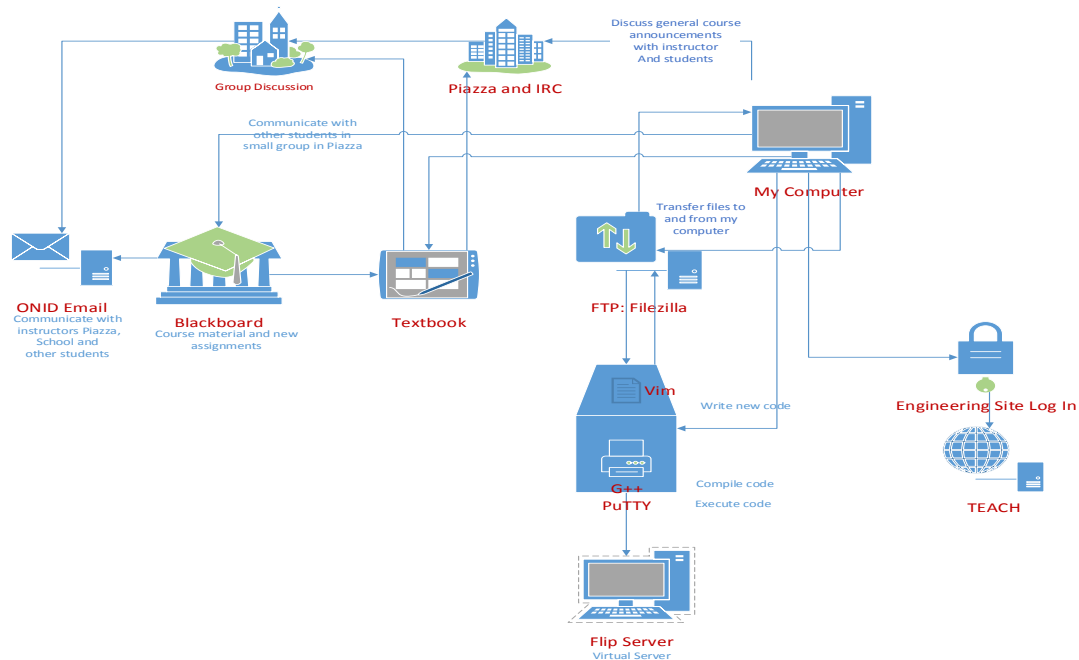 Discuss general course
announcements
with instructor
And students
Group Discussion
Piazza and IRC
Communicate with
other students in
small group in Piazza
My Computer
Transfer files to
and from my
computer
ONID Email
Communicate with
instructors Piazza,
School and
other students
Blackboard
Course material and new
assignments
Textbook
FTP: Filezilla
Vim
Write new code
Engineering Site Log In
G++
PuTTY
Compile code
Execute code
TEACH
Flip Server
Virtual Server